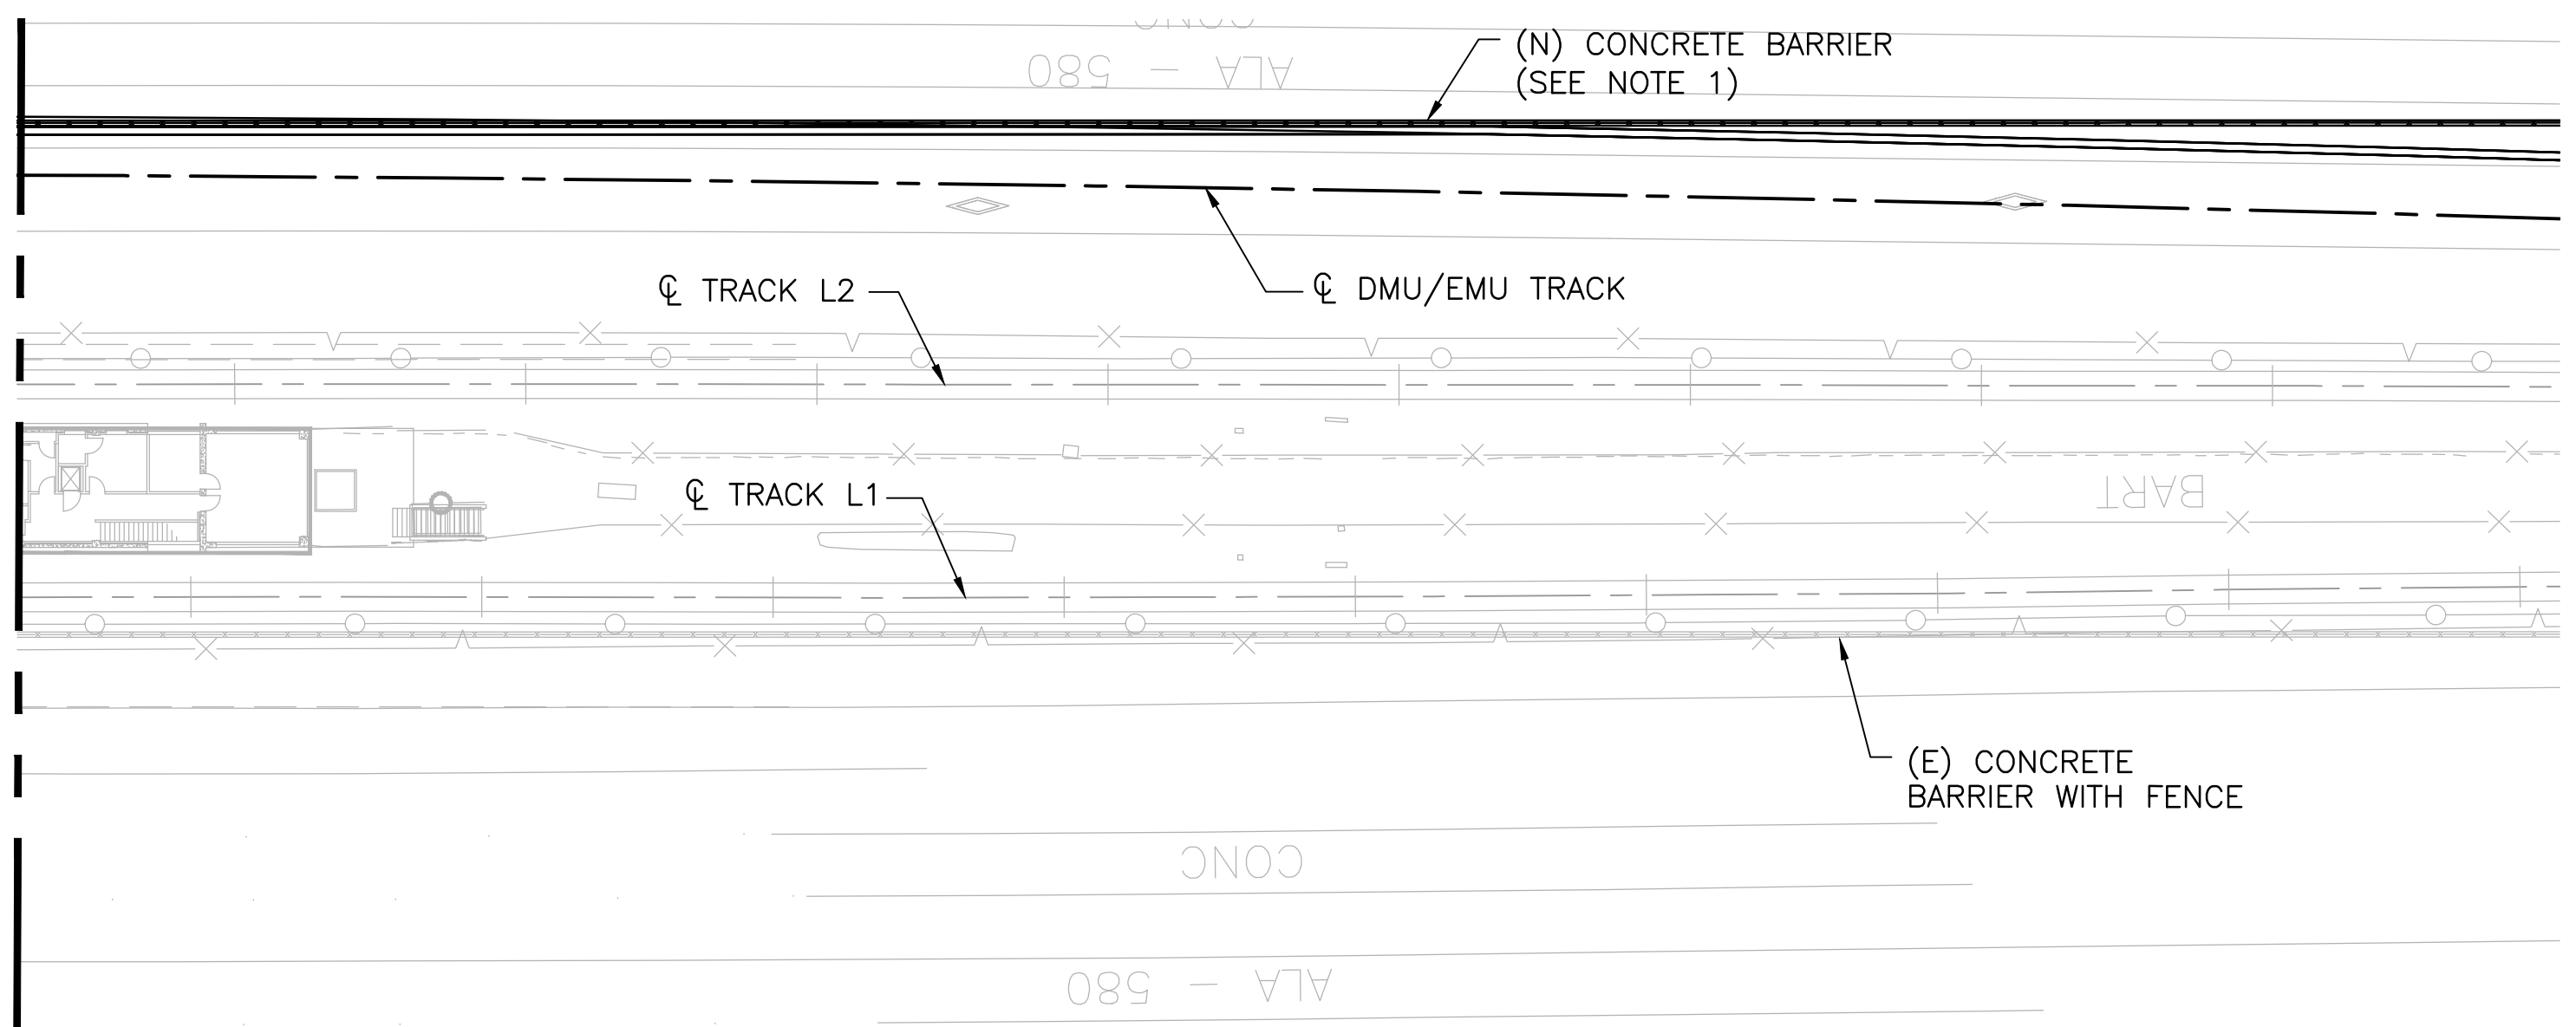 CONC
ALA - 580
(N) CONCRETE BARRIER
(SEE NOTE 1)
℄ TRACK L2
℄ DMU/EMU TRACK
℄ TRACK L1
BART
(E) CONCRETE
BARRIER WITH FENCE
CONC
ALA - 580